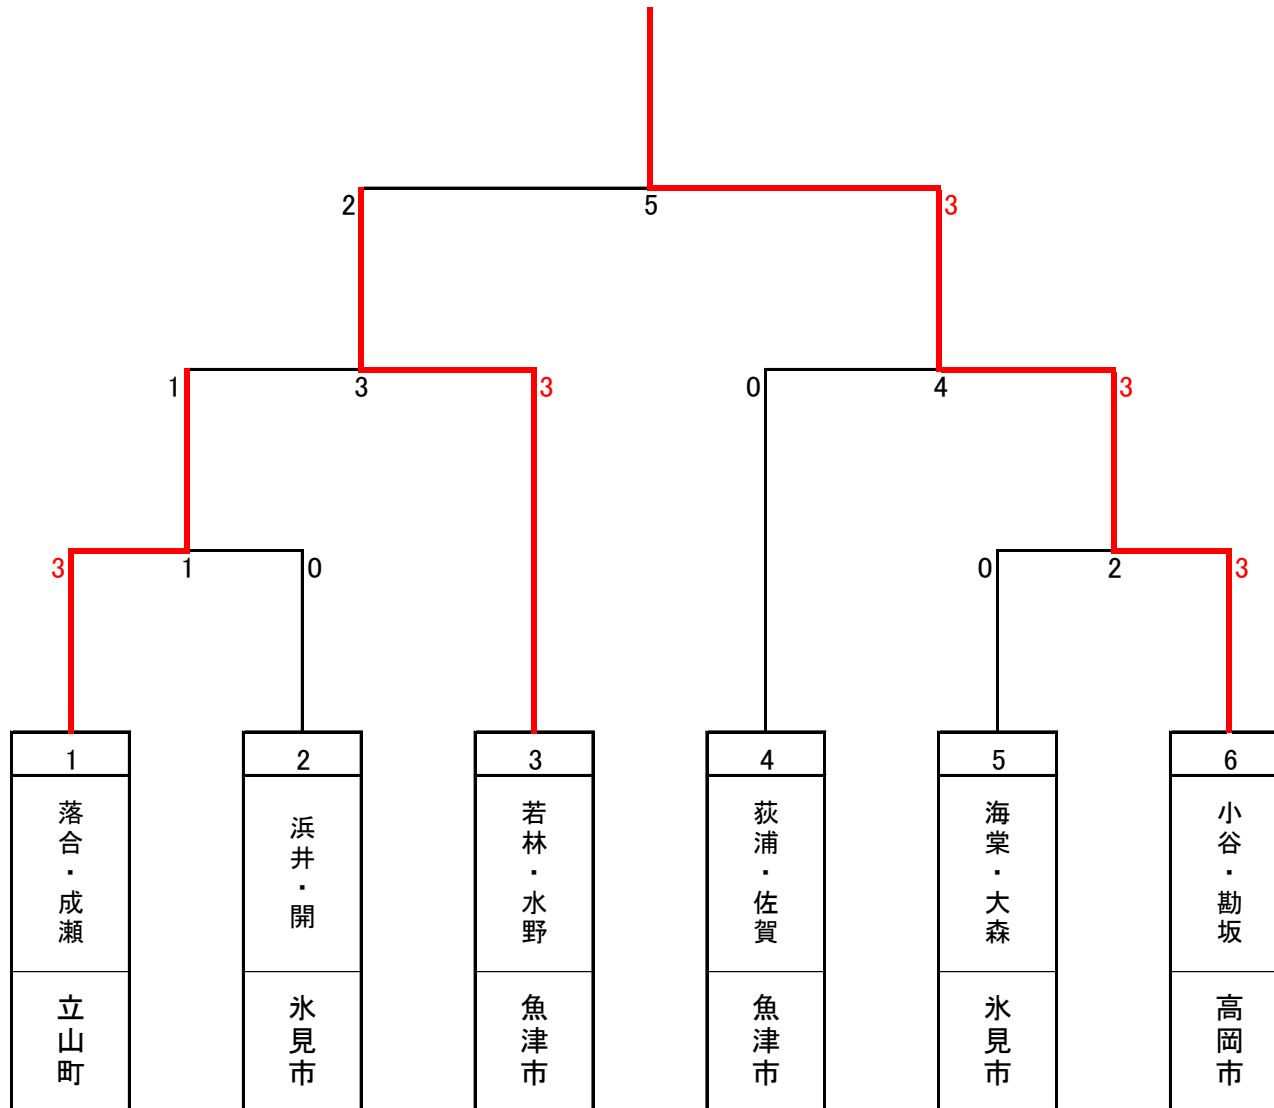 2 5 3
1 3 3 0 4 3
3 1 0 0 2 3
1 2 3 4 5 6
落合・成瀬
浜井・開
若林・水野
荻浦・佐賀
海棠・大森
小谷・勘坂
立山町
氷見市
魚津市
魚津市
氷見市
高岡市